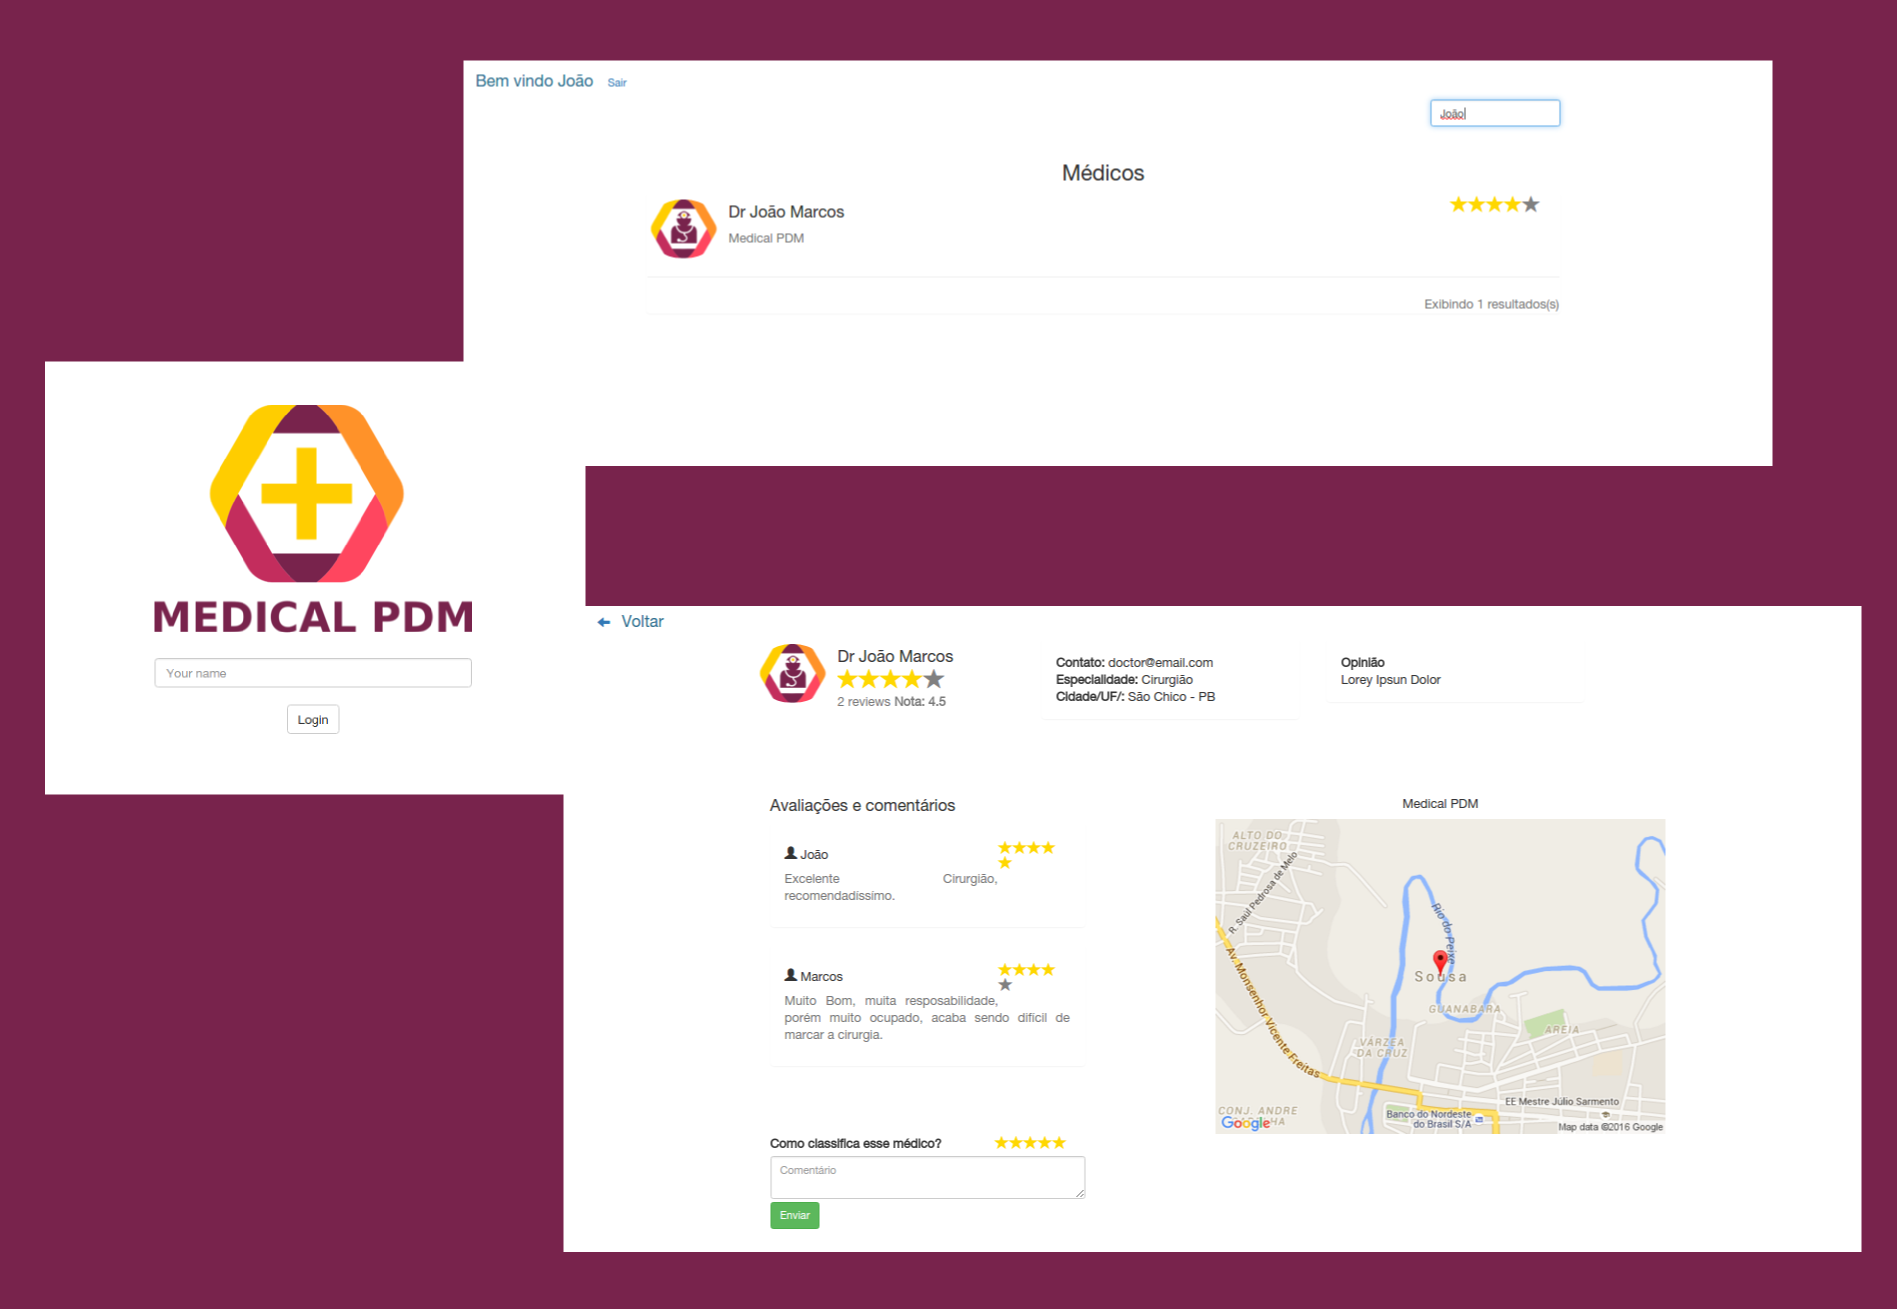 Bem vindo João Sair
João
Médicos
Dr João Marcos
Medical PDM
Exibindo 1 resultados(s)
MEDICAL PDM
Your name
Login
Voltar
Dr João Marcos
2 reviews Nota: 4.5
Contato: doctor@email.com
Especialidade: Cirurgião
Cidade/UF/: São Chico - PB
Opinião
Lorey Ipsun Dolor
Avaliações e comentários
João
Excelente Cirurgião,
recomendadissimo.
Marcos
Muito Bom, muita resposabilidade,
porém muito ocupado, acaba sendo dificil de
marcar a cirurgia.
Como classifica esse médico?
Comentário
Enviar
Medical PDM
ALTO DO
CRUZEIRO
R. Saul Pedrosa de Melo
Av. Monsenhor Vicente Freitas
Rio do Peixe
Sousa
GUANABARA
AREIA
VÁRZEA
DA CRUZ
EE Mestre Júlio Sarmento
CONJ. ANDRE
Banco do Nordeste
do Brasil S/A
Google
Map data ©2016 Google